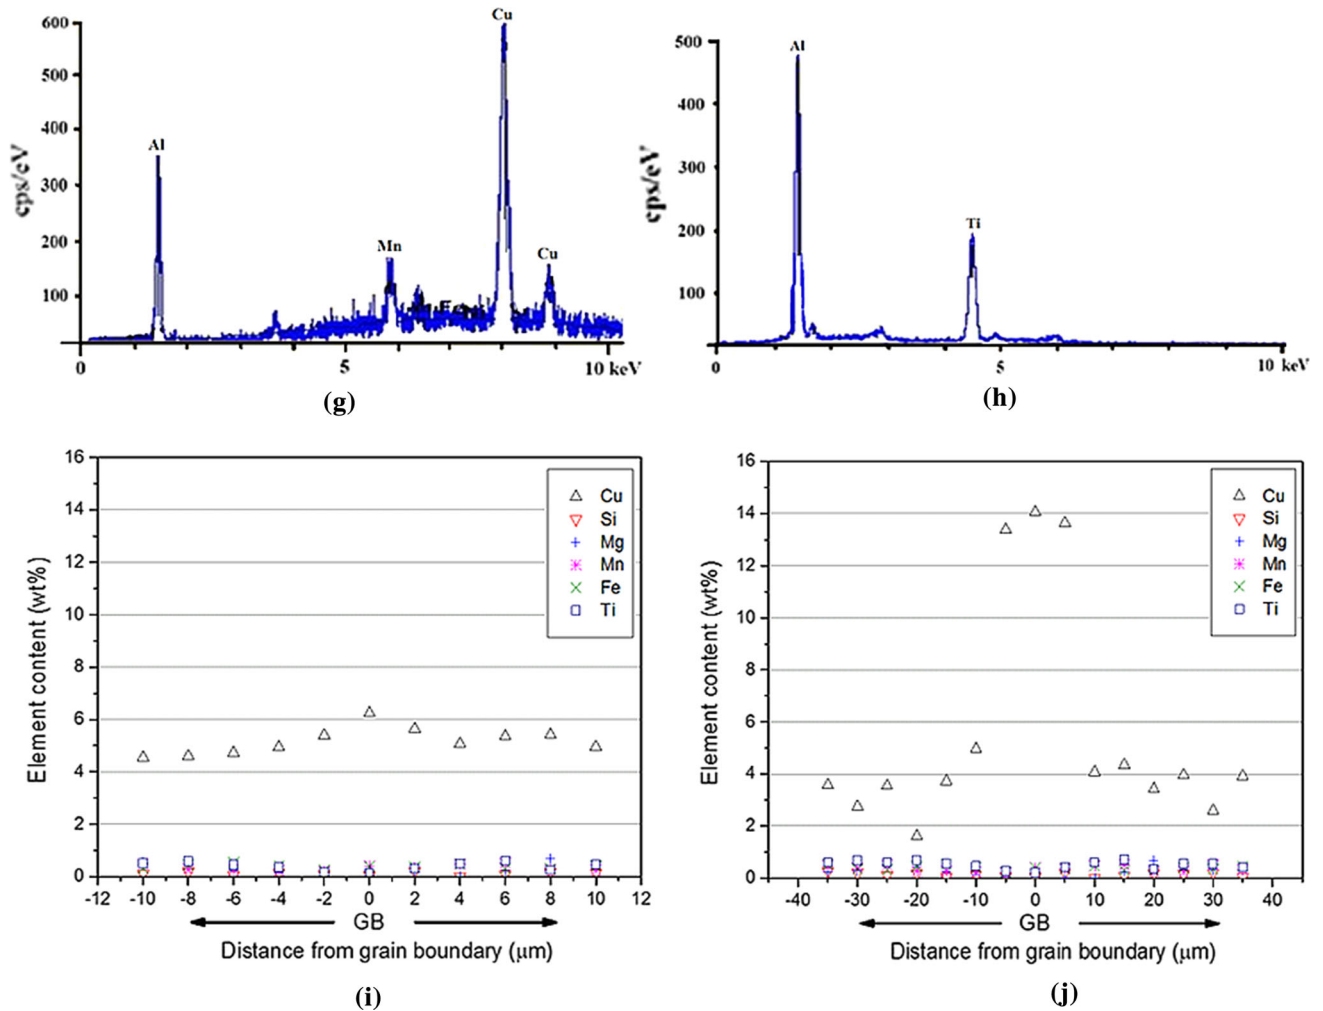 600
500
400
300
200
100
cps/eV
Al
Mn
Cu
Cu
0
5
10 keV
(g)
500
400
300
200
100
cps/eV
Al
Ti
0
5
10 keV
(h)
16
14
12
10
8
6
4
2
0
Element content (wt%)
Cu
Si
Mg
Mn
Fe
Ti
-12 -10 -8 -6 -4 -2 0 2 4 6 8 10 12
GB
Distance from grain boundary (μm)
(i)
16
14
12
10
8
6
4
2
0
Element content (wt%)
Cu
Si
Mg
Mn
Fe
Ti
-40 -30 -20 -10 0 10 20 30 40
GB
Distance from grain boundary (μm)
(j)